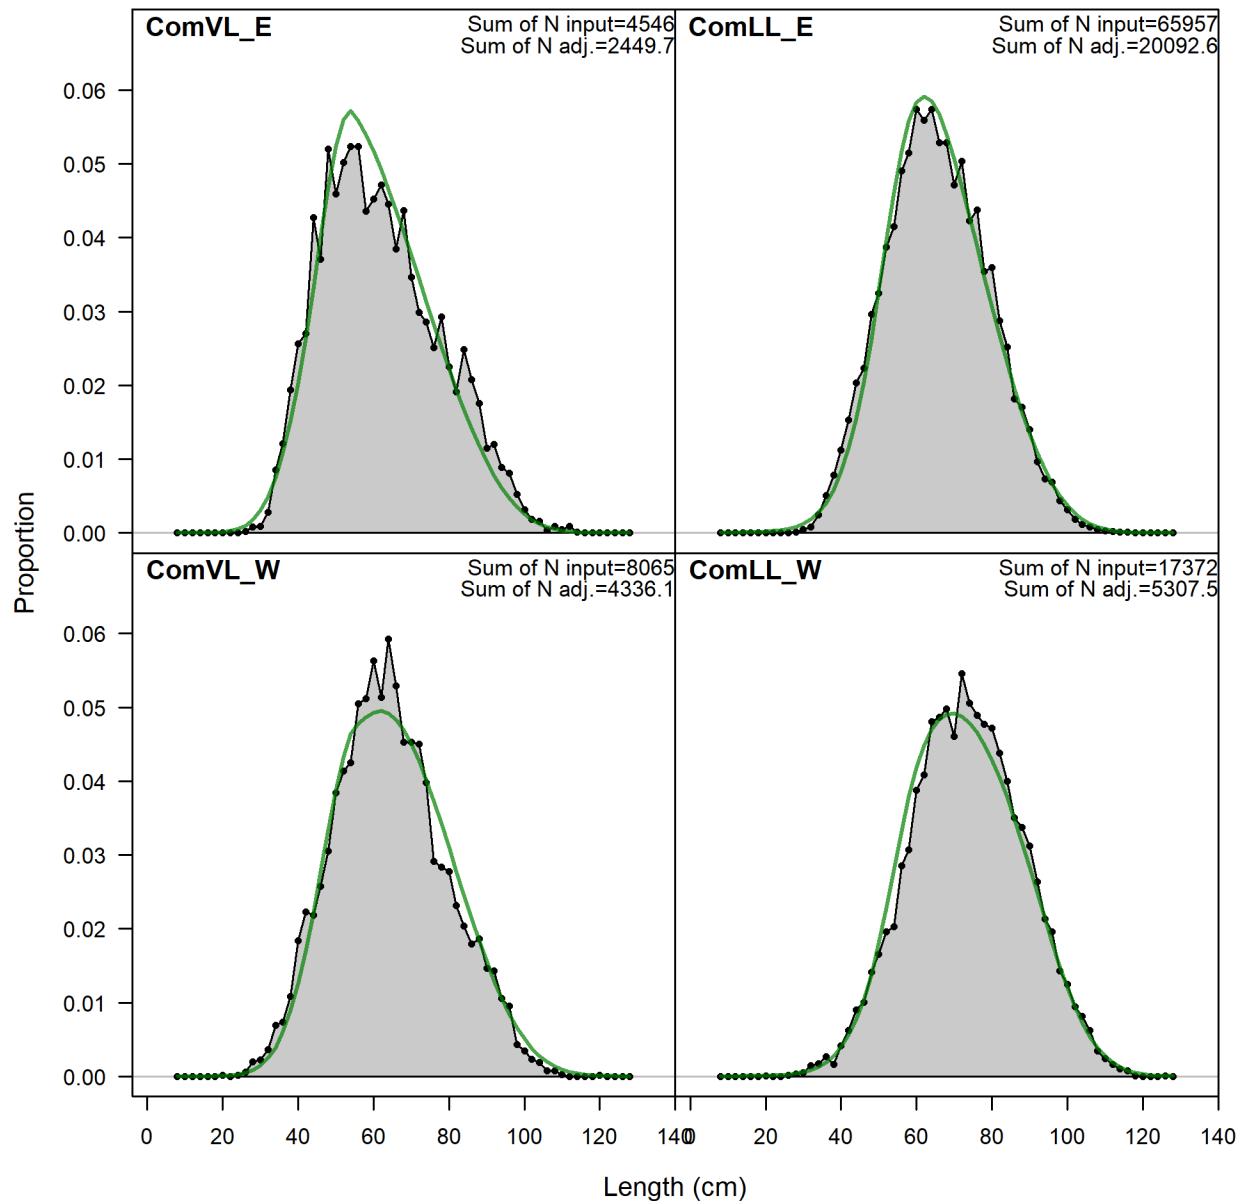 ComVL_E
Sum of N input=4546
Sum of N adj.=2449.7
ComLL_E
Sum of N input=65957
Sum of N adj.=20092.6
0.06
0.05
0.04
0.03
0.02
0.01
0.00
ComVL_W
Sum of N input=8065
Sum of N adj.=4336.1
ComLL_W
Sum of N input=17372
Sum of N adj.=5307.5
0.06
0.05
0.04
0.03
0.02
0.01
0.00
Proportion
0 20 40 60 80 100 120 140
0 20 40 60 80 100 120 140
Length (cm)